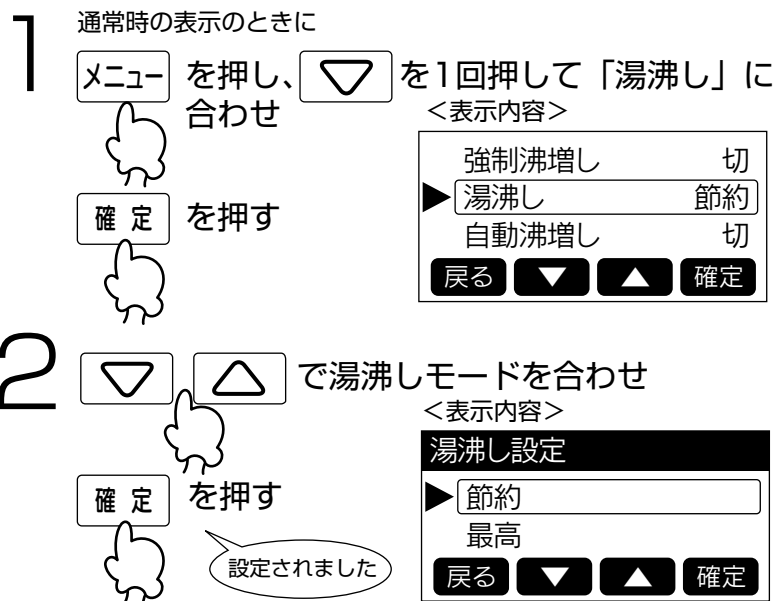 1 通常時の表示のときに
メニュー を押し、▽ を1回押して「湯沸し」に
合わせ
<表示内容>
強制沸増し 切
▶湯沸し 節約
自動沸増し 切
戻る ▼ ▲ 確定
確定 を押す
2 ▽ △ で湯沸しモードを合わせ
<表示内容>
湯沸し設定
▶節約
最高
戻る ▼ ▲ 確定
確定 を押す
設定されました